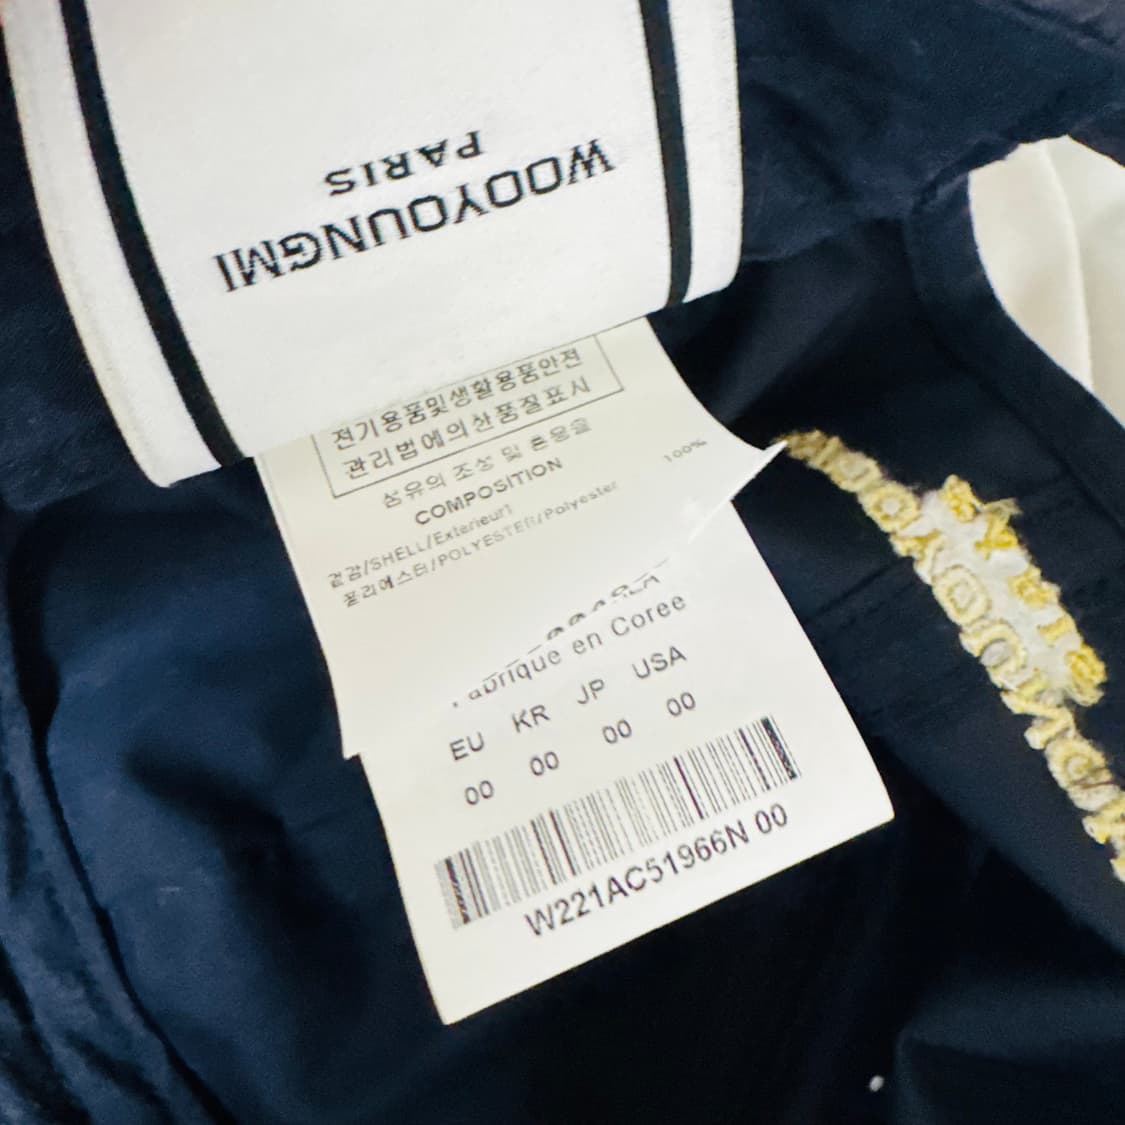 WOOYOUNGMI
PARIS
전기용품및생활용품안전
관리법에의산품질표시
섬유의 조성 및 혼용율
COMPOSITION
겉감/SHELL/Exterieur1
폴리에스터/POLYESTER/Polyester 100%
Fabrique en Coree
EU KR JP USA
00 00 00 00
W221AC51966N 00